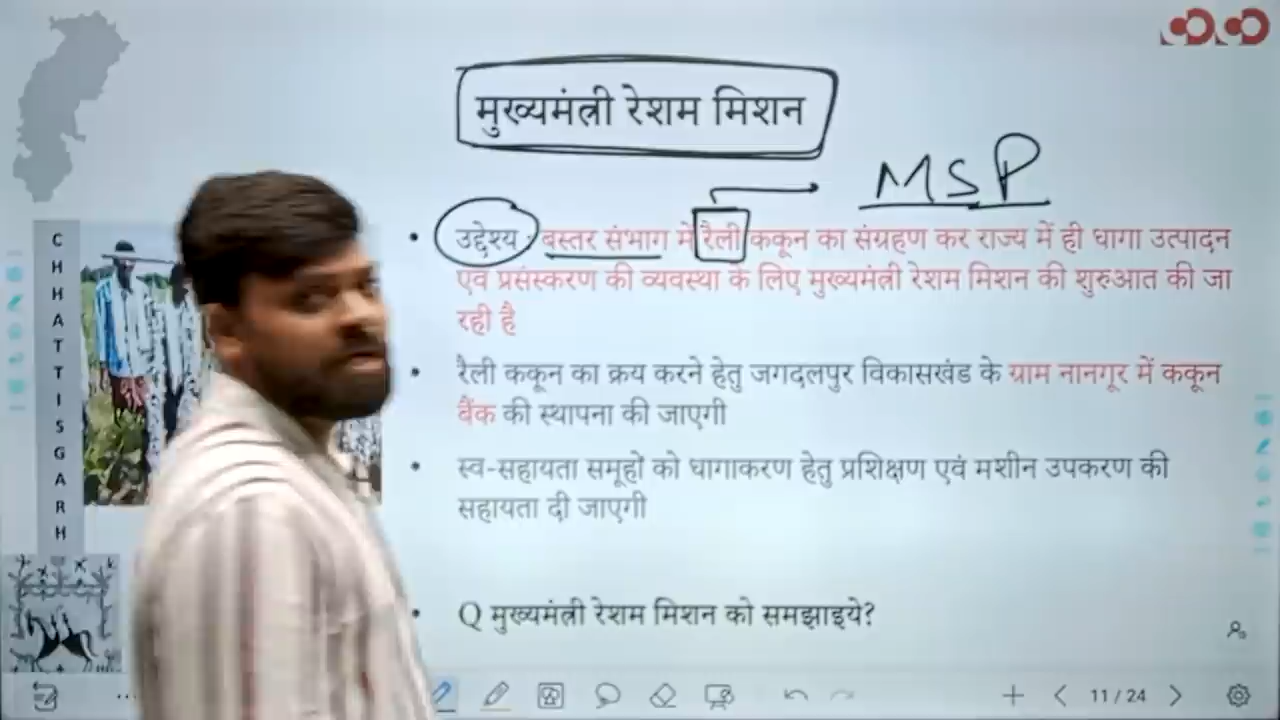 मुख्यमंत्री रेशम मिशन
MSP
उद्देश्य : बस्तर संभाग में रैली ककून का संग्रहण कर राज्य में ही धागा उत्पादन
एवं प्रसंस्करण की व्यवस्था के लिए मुख्यमंत्री रेशम मिशन की शुरुआत की जा
रही है
रैली ककून का क्रय करने हेतु जगदलपुर विकासखंड के ग्राम नानगूर में ककून
बैंक की स्थापना की जाएगी
स्व-सहायता समूहों को धागाकरण हेतु प्रशिक्षण एवं मशीन उपकरण की
सहायता दी जाएगी
Q मुख्यमंत्री रेशम मिशन को समझाइये?
CHHATTISGARH
11 / 24